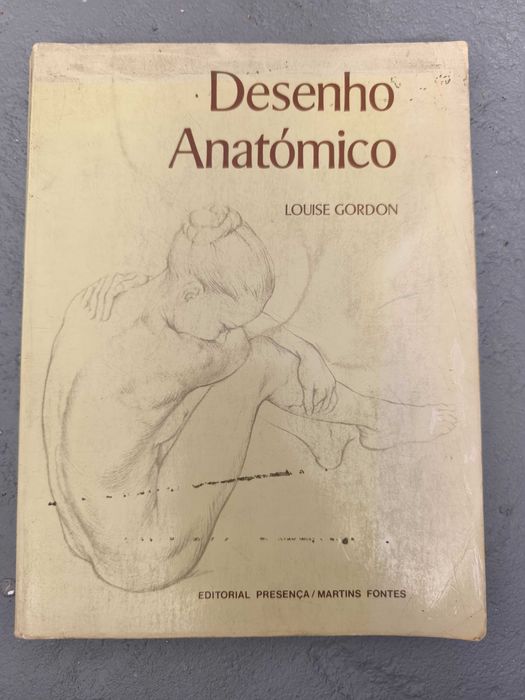 Desenho
Anatómico
LOUISE GORDON
EDITORIAL PRESENÇA/MARTINS FONTES